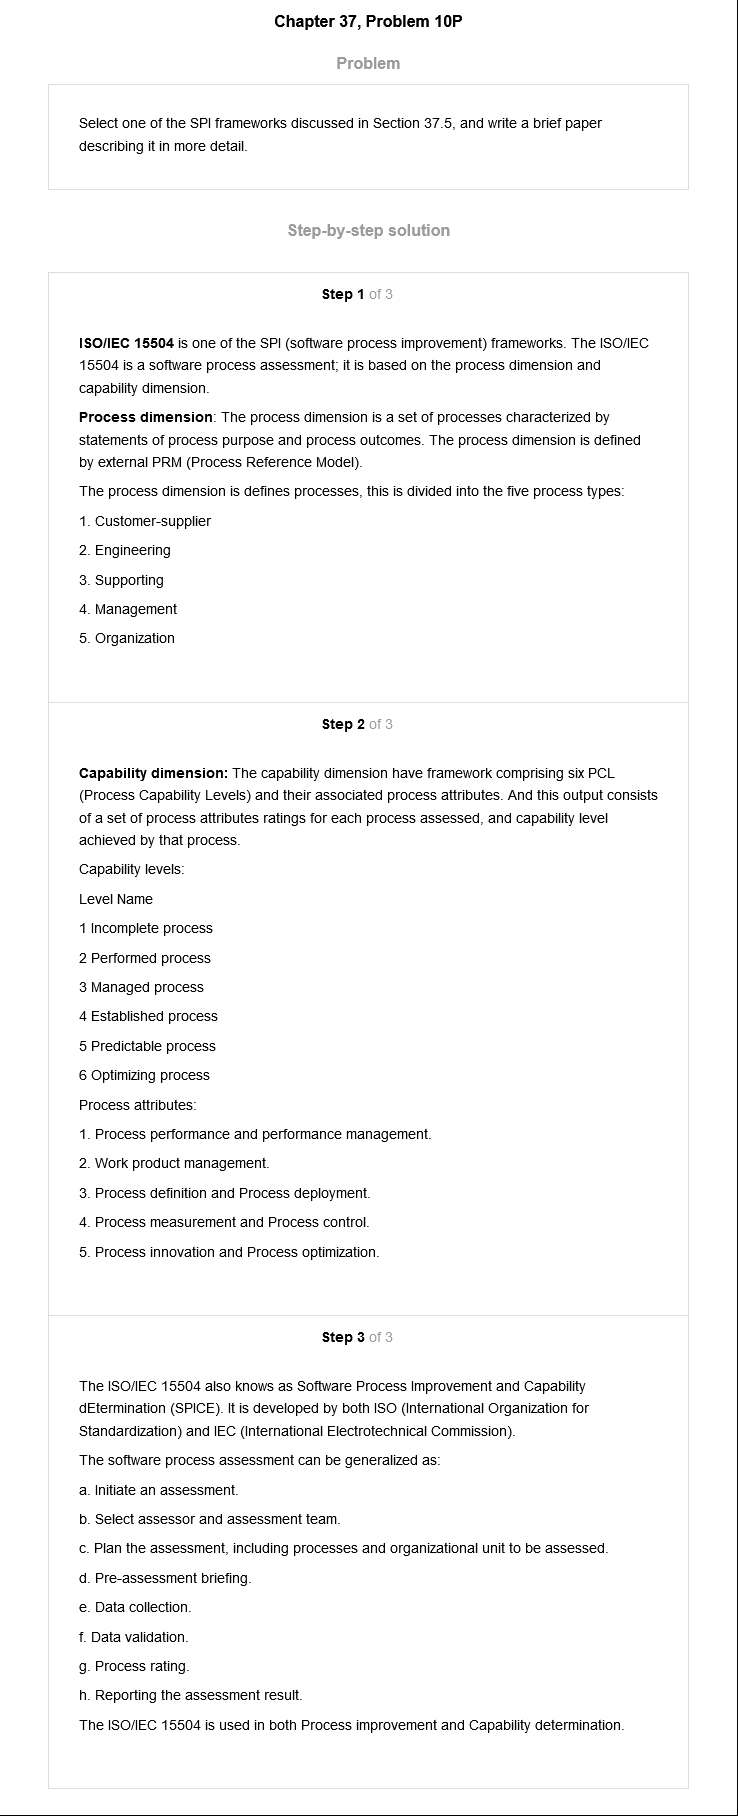 Chapter 37, Problem 10P
Problem
Select one of the SPI frameworks discussed in Section 37.5, and write a brief paper
describing it in more detail.
Step-by-step solution
Step 1 of 3
ISO/IEC 15504 is one of the SPI (software process improvement) frameworks. The ISO/IEC
15504 is a software process assessment; it is based on the process dimension and
capability dimension.
Process dimension: The process dimension is a set of processes characterized by
statements of process purpose and process outcomes. The process dimension is defined
by external PRM (Process Reference Model).
The process dimension is defines processes, this is divided into the five process types:
1. Customer-supplier
2. Engineering
3. Supporting
4. Management
5. Organization
Step 2 of 3
Capability dimension: The capability dimension have framework comprising six PCL
(Process Capability Levels) and their associated process attributes. And this output consists
of a set of process attributes ratings for each process assessed, and capability level
achieved by that process.
Capability levels:
Level Name
1 Incomplete process
2 Performed process
3 Managed process
4 Established process
5 Predictable process
6 Optimizing process
Process attributes:
1. Process performance and performance management.
2. Work product management.
3. Process definition and Process deployment.
4. Process measurement and Process control.
5. Process innovation and Process optimization.
Step 3 of 3
The ISO/IEC 15504 also knows as Software Process Improvement and Capability
dEtermination (SPICE). It is developed by both ISO (International Organization for
Standardization) and IEC (International Electrotechnical Commission).
The software process assessment can be generalized as:
a. Initiate an assessment.
b. Select assessor and assessment team.
c. Plan the assessment, including processes and organizational unit to be assessed.
d. Pre-assessment briefing.
e. Data collection.
f. Data validation.
g. Process rating.
h. Reporting the assessment result.
The ISO/IEC 15504 is used in both Process improvement and Capability determination.